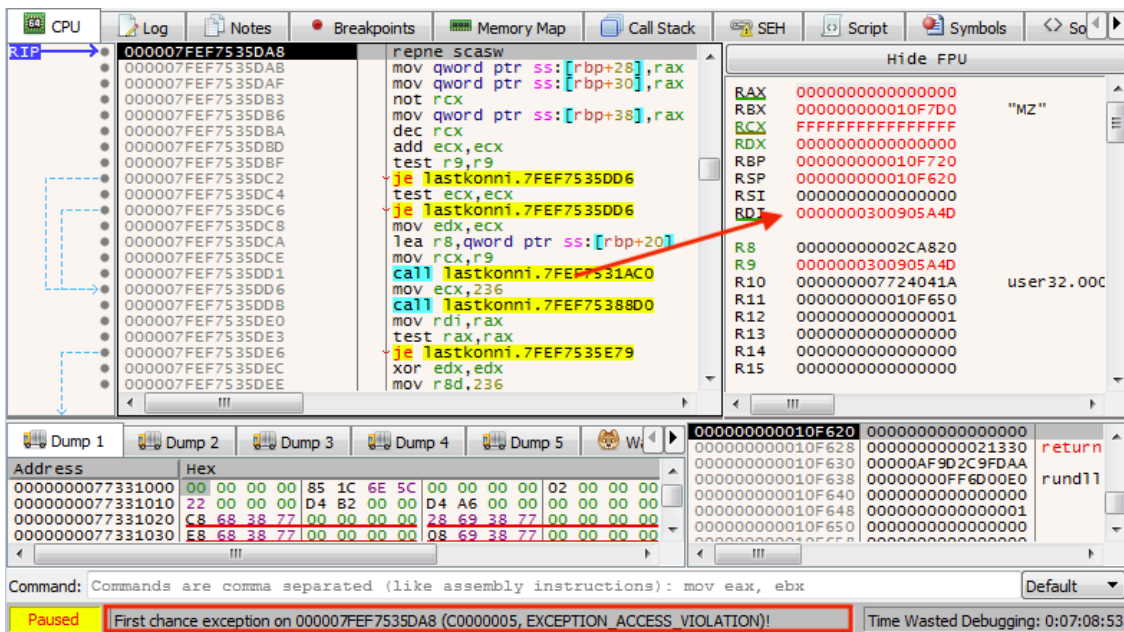 CPU Log Notes Breakpoints Memory Map Call Stack SEH Script Symbols
RIP
000007FEF7535DA8 repne scasw
000007FEF7535DAB mov qword ptr ss:[rbp+28],rax
000007FEF7535DAF mov qword ptr ss:[rbp+30],rax
000007FEF7535DB3 not rcx
000007FEF7535DB6 mov qword ptr ss:[rbp+38],rax
000007FEF7535DBA dec rcx
000007FEF7535DBD add ecx,ecx
000007FEF7535DBF test r9,r9
000007FEF7535DC2 je lastkonni.7FEF7535DD6
000007FEF7535DC4 test ecx,ecx
000007FEF7535DC6 je lastkonni.7FEF7535DD6
000007FEF7535DC8 mov edx,ecx
000007FEF7535DCA lea r8,qword ptr ss:[rbp+20]
000007FEF7535DCE mov rcx,r9
000007FEF7535DD1 call lastkonni.7FEF7531AC0
000007FEF7535DD6 mov ecx,236
000007FEF7535DDB call lastkonni.7FEF75388D0
000007FEF7535DE0 mov rdi,rax
000007FEF7535DE3 test rax,rax
000007FEF7535DE6 je lastkonni.7FEF7535E79
000007FEF7535DEC xor edx,edx
000007FEF7535DEE mov r8d,236
Hide FPU
RAX 0000000000000000
RBX 000000000010F7D0 "MZ"
RCX FFFFFFFFFFFFFFFF
RDX 0000000000000000
RBP 000000000010F720
RSP 000000000010F620
RSI 0000000000000000
RDI 0000000300905A4D
R8 00000000002CA820
R9 0000000300905A4D
R10 000000007724041A user32.000
R11 000000000010F650
R12 0000000000000001
R13 0000000000000000
R14 0000000000000000
R15 0000000000000000
Dump 1 Dump 2 Dump 3 Dump 4 Dump 5
Address Hex
0000000077331000 00 00 00 00 85 1C 6E 5C 00 00 00 00 02 00 00 00
0000000077331010 22 00 00 00 D4 B2 00 00 D4 A6 00 00 00 00 00 00
0000000077331020 C8 68 38 77 00 00 00 00 28 69 38 77 00 00 00 00
0000000077331030 E8 68 38 77 00 00 00 00 08 69 38 77 00 00 00 00
000000000010F620 0000000000000000
000000000010F628 0000000000021330 return
000000000010F630 00000AF9D2C9FDAA
000000000010F638 00000000FF6D00E0 rundll
000000000010F640 0000000000000000
000000000010F648 0000000000000001
000000000010F650 0000000000000000
Command: Commands are comma separated (like assembly instructions): mov eax, ebx Default
Paused First chance exception on 000007FEF7535DA8 (C0000005, EXCEPTION_ACCESS_VIOLATION)! Time Wasted Debugging: 0:07:08:53